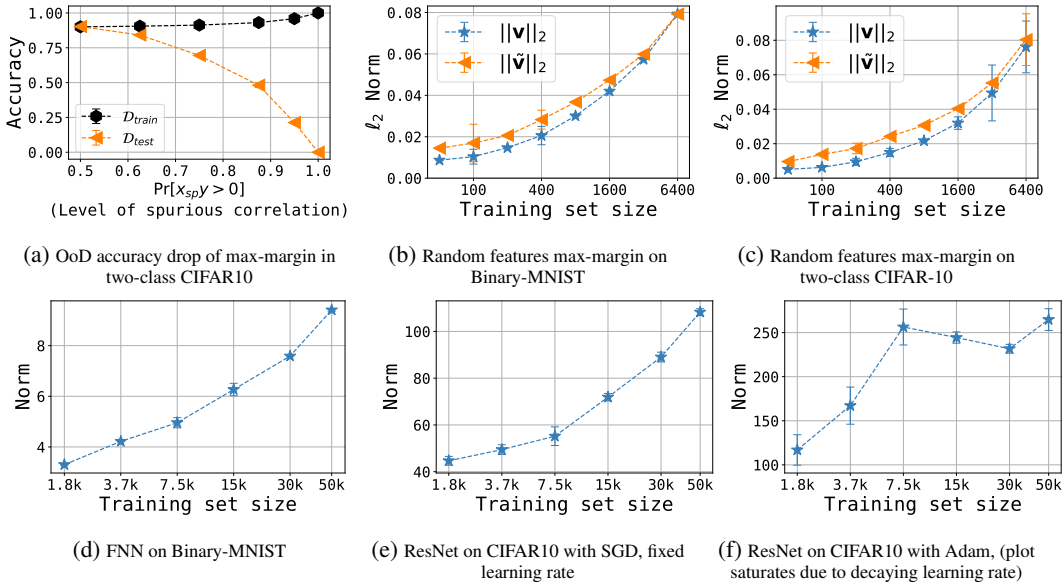 1.00
0.75
0.50
0.25
0.00
Accuracy
D_train
D_test
0.5 0.6 0.7 0.8 0.9 1.0
Pr[x_{sp}y > 0]
(Level of spurious correlation)
(a) OoD accuracy drop of max-margin in
two-class CIFAR10
0.08
0.06
0.04
0.02
0.00
ℓ₂ Norm
||v||₂
||ṽ||₂
100 400 1600 6400
Training set size
(b) Random features max-margin on
Binary-MNIST
0.08
0.06
0.04
0.02
0.00
ℓ₂ Norm
||v||₂
||ṽ||₂
100 400 1600 6400
Training set size
(c) Random features max-margin on
two-class CIFAR-10
8
6
4
Norm
1.8k 3.7k 7.5k 15k 30k 50k
Training set size
(d) FNN on Binary-MNIST
100
80
60
40
Norm
1.8k 3.7k 7.5k 15k 30k 50k
Training set size
(e) ResNet on CIFAR10 with SGD, fixed
learning rate
250
200
150
100
Norm
1.8k 3.7k 7.5k 15k 30k 50k
Training set size
(f) ResNet on CIFAR10 with Adam, (plot
saturates due to decaying learning rate)